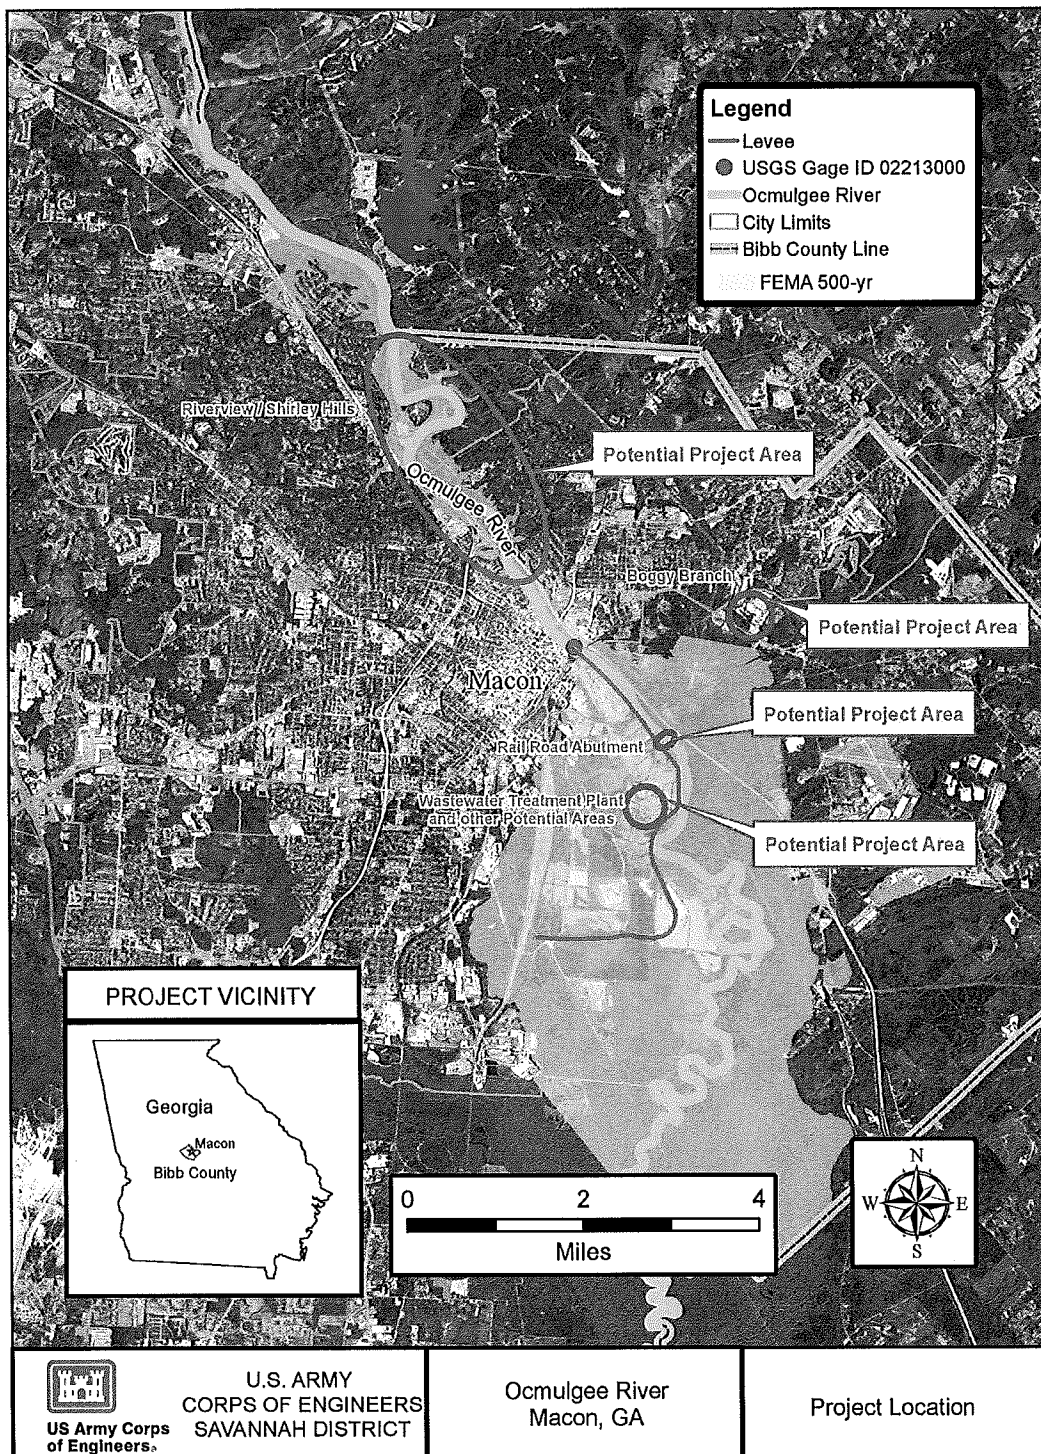 Legend
Levee
USGS Gage ID 02213000
Ocmulgee River
City Limits
Bibb County Line
FEMA 500-yr
Riverview / Shirley Hills
Potential Project Area
Ocmulgee River
Boggy Branch
Potential Project Area
Macon
Potential Project Area
Rail Road Abutment
Wastewater Treatment Plant
and other Potential Areas
Potential Project Area
PROJECT VICINITY
Georgia
Macon
Bibb County
0 2 4
Miles
N
W E
S
US Army Corps
of Engineers®
U.S. ARMY
CORPS OF ENGINEERS
SAVANNAH DISTRICT
Ocmulgee River
Macon, GA
Project Location